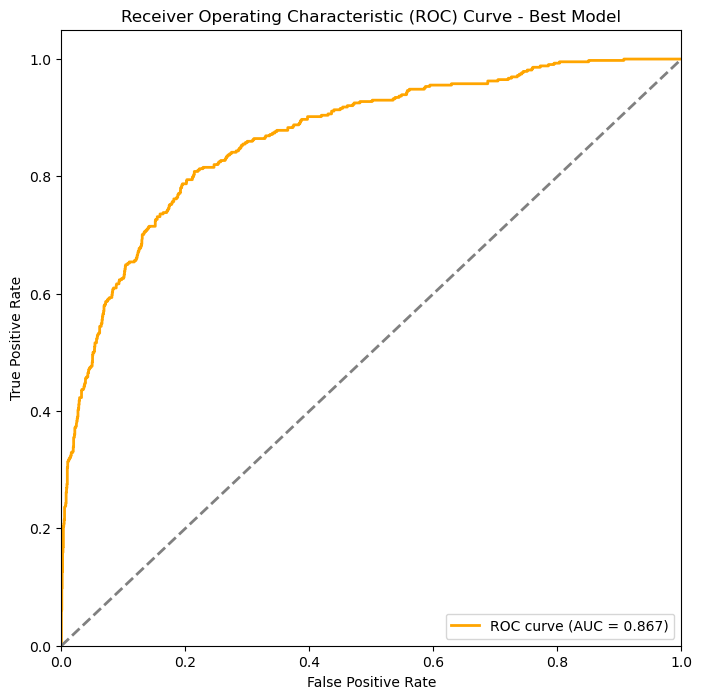 Receiver Operating Characteristic (ROC) Curve - Best Model
True Positive Rate
1.0
0.8
0.6
0.4
0.2
0.0
ROC curve (AUC = 0.867)
0.0 0.2 0.4 0.6 0.8 1.0
False Positive Rate